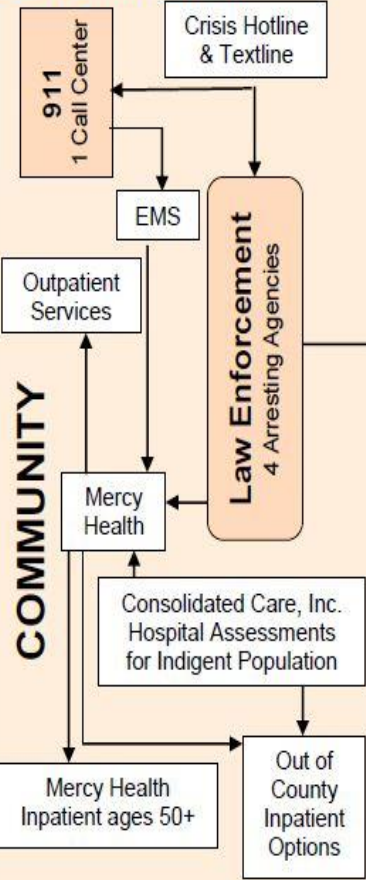 Crisis Hotline
& Textline
911
1 Call Center
EMS
Law Enforcement
4 Arresting Agencies
Outpatient
Services
COMMUNITY
Mercy
Health
Consolidated Care, Inc.
Hospital Assessments
for Indigent Population
Mercy Health
Inpatient ages 50+
Out of
County
Inpatient
Options